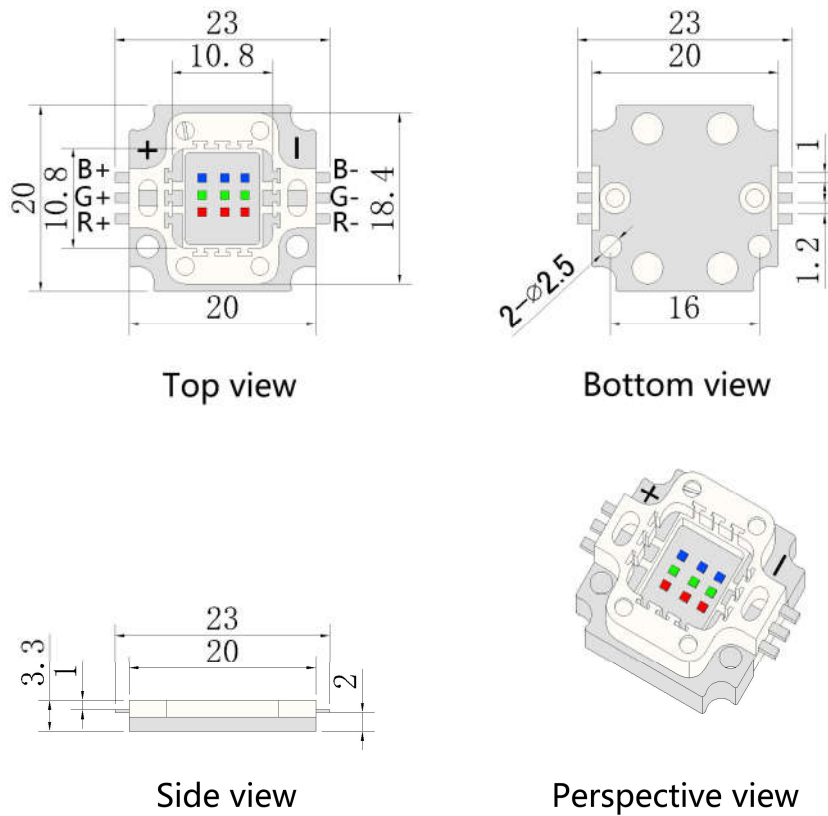 23
10.8
+
−
B+
G+
R+
B-
G-
R-
20
10.8
18.4
20
Top view
23
20
1
1.2
2-⌀2.5
16
Bottom view
23
20
3.3
1
2
Side view
+
−
Perspective view